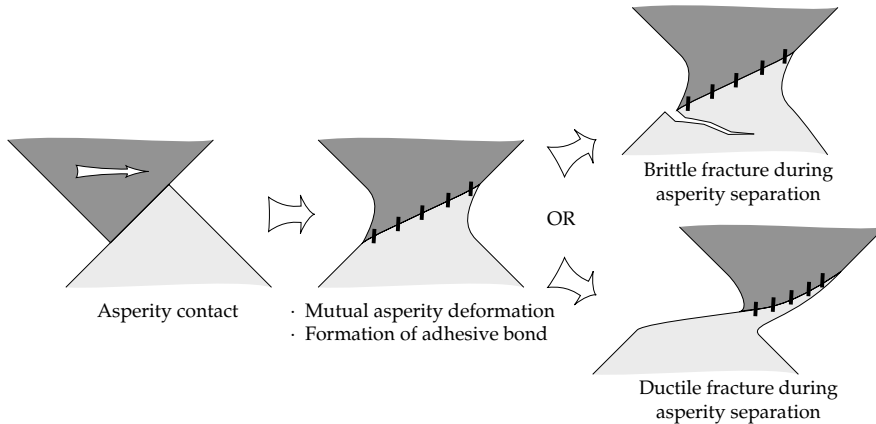 Asperity contact
· Mutual asperity deformation
· Formation of adhesive bond
OR
Brittle fracture during
asperity separation
Ductile fracture during
asperity separation